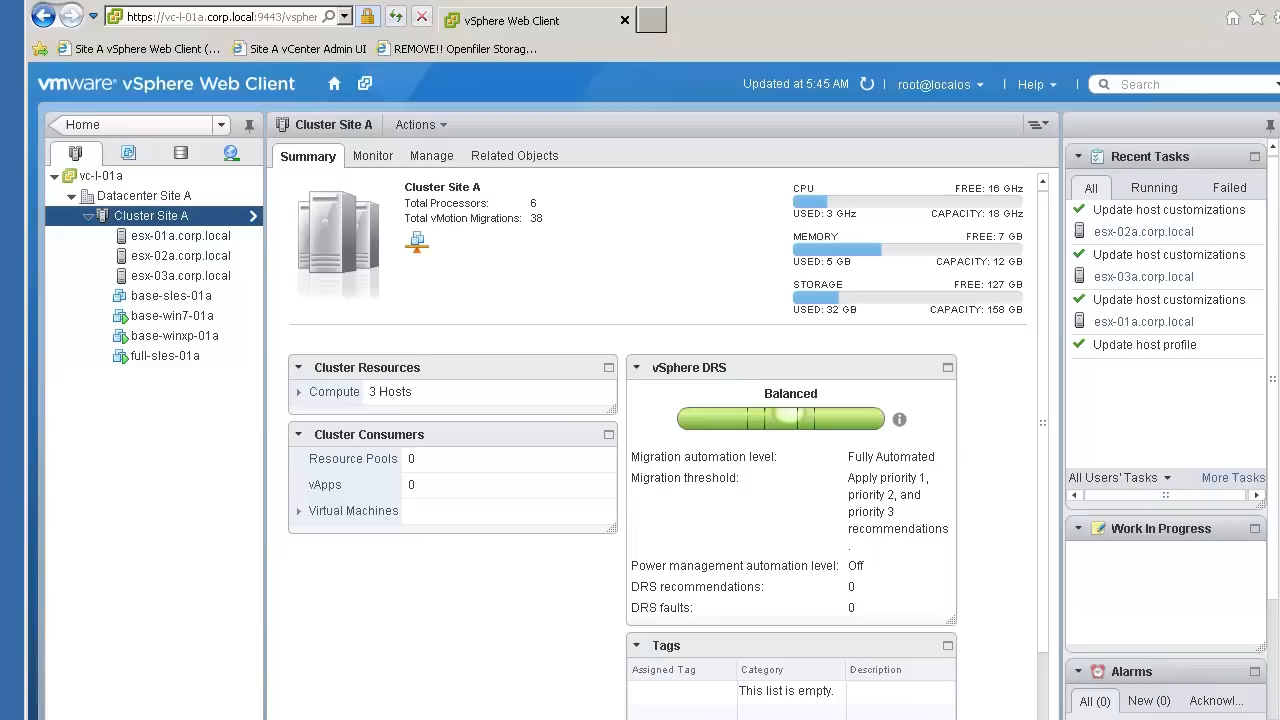 https://vc-l-01a.corp.local:9443/vspher
vSphere Web Client
Site A vSphere Web Client (...
Site A vCenter Admin UI
REMOVE!! Openfiler Storag...
vmware® vSphere Web Client
Updated at 5:45 AM
root@localos
Help
Search
Home
Cluster Site A
Actions
Summary
Monitor
Manage
Related Objects
vc-l-01a
Datacenter Site A
Cluster Site A
esx-01a.corp.local
esx-02a.corp.local
esx-03a.corp.local
base-sles-01a
base-win7-01a
base-winxp-01a
full-sles-01a
Cluster Site A
Total Processors: 6
Total vMotion Migrations: 38
CPU FREE: 16 GHz
USED: 3 GHz CAPACITY: 18 GHz
MEMORY FREE: 7 GB
USED: 5 GB CAPACITY: 12 GB
STORAGE FREE: 127 GB
USED: 32 GB CAPACITY: 158 GB
Cluster Resources
Compute 3 Hosts
Cluster Consumers
Resource Pools 0
vApps 0
Virtual Machines
vSphere DRS
Balanced
Migration automation level: Fully Automated
Migration threshold: Apply priority 1,
priority 2, and
priority 3
recommendations
.
Power management automation level: Off
DRS recommendations: 0
DRS faults: 0
Tags
Assigned Tag Category Description
This list is empty.
Recent Tasks
All Running Failed
Update host customizations
esx-02a.corp.local
Update host customizations
esx-03a.corp.local
Update host customizations
esx-01a.corp.local
Update host profile
All Users' Tasks More Tasks
Work In Progress
Alarms
All (0) New (0) Acknowl...